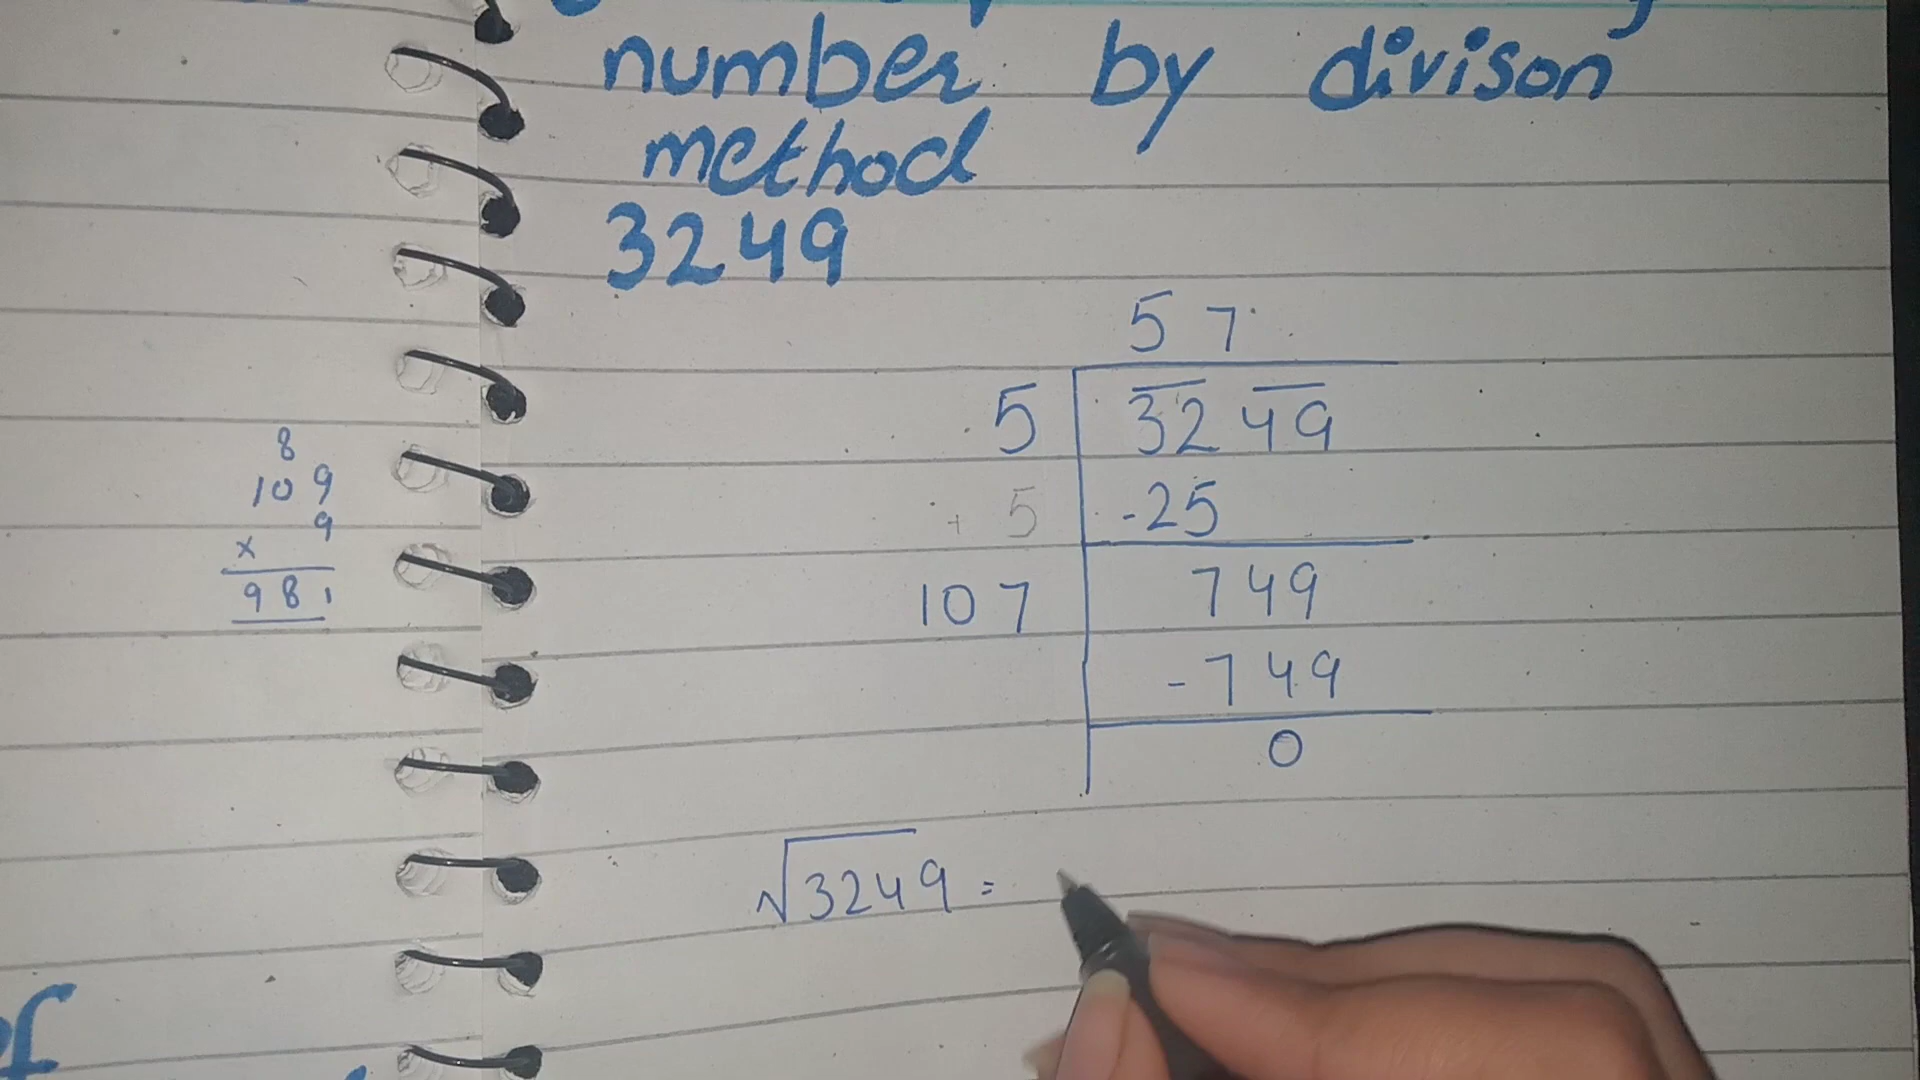 number by divison
method
3249
57
5 3249
+ 5 -25
107 749
-749
0
√3249 =
8
109
x 9
981
of